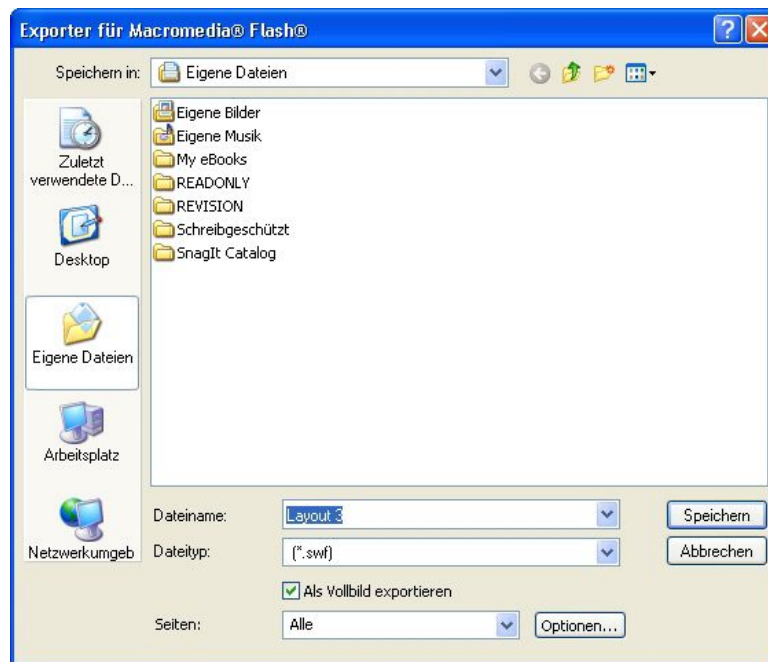 Exporter für Macromedia® Flash®
Speichern in: Eigene Dateien
Zuletzt
verwendete D...
Desktop
Eigene Dateien
Arbeitsplatz
Netzwerkumgeb
Eigene Bilder
Eigene Musik
My eBooks
READONLY
REVISION
Schreibgeschützt
SnagIt Catalog
Dateiname: Layout 3 Speichern
Dateityp: (*.swf) Abbrechen
Als Vollbild exportieren
Seiten: Alle Optionen...